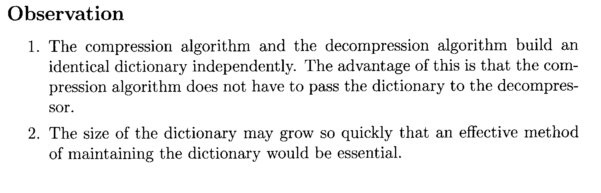 Observation
1. The compression algorithm and the decompression algorithm build an
identical dictionary independently. The advantage of this is that the com-
pression algorithm does not have to pass the dictionary to the decompres-
sor.
2. The size of the dictionary may grow so quickly that an effective method
of maintaining the dictionary would be essential.